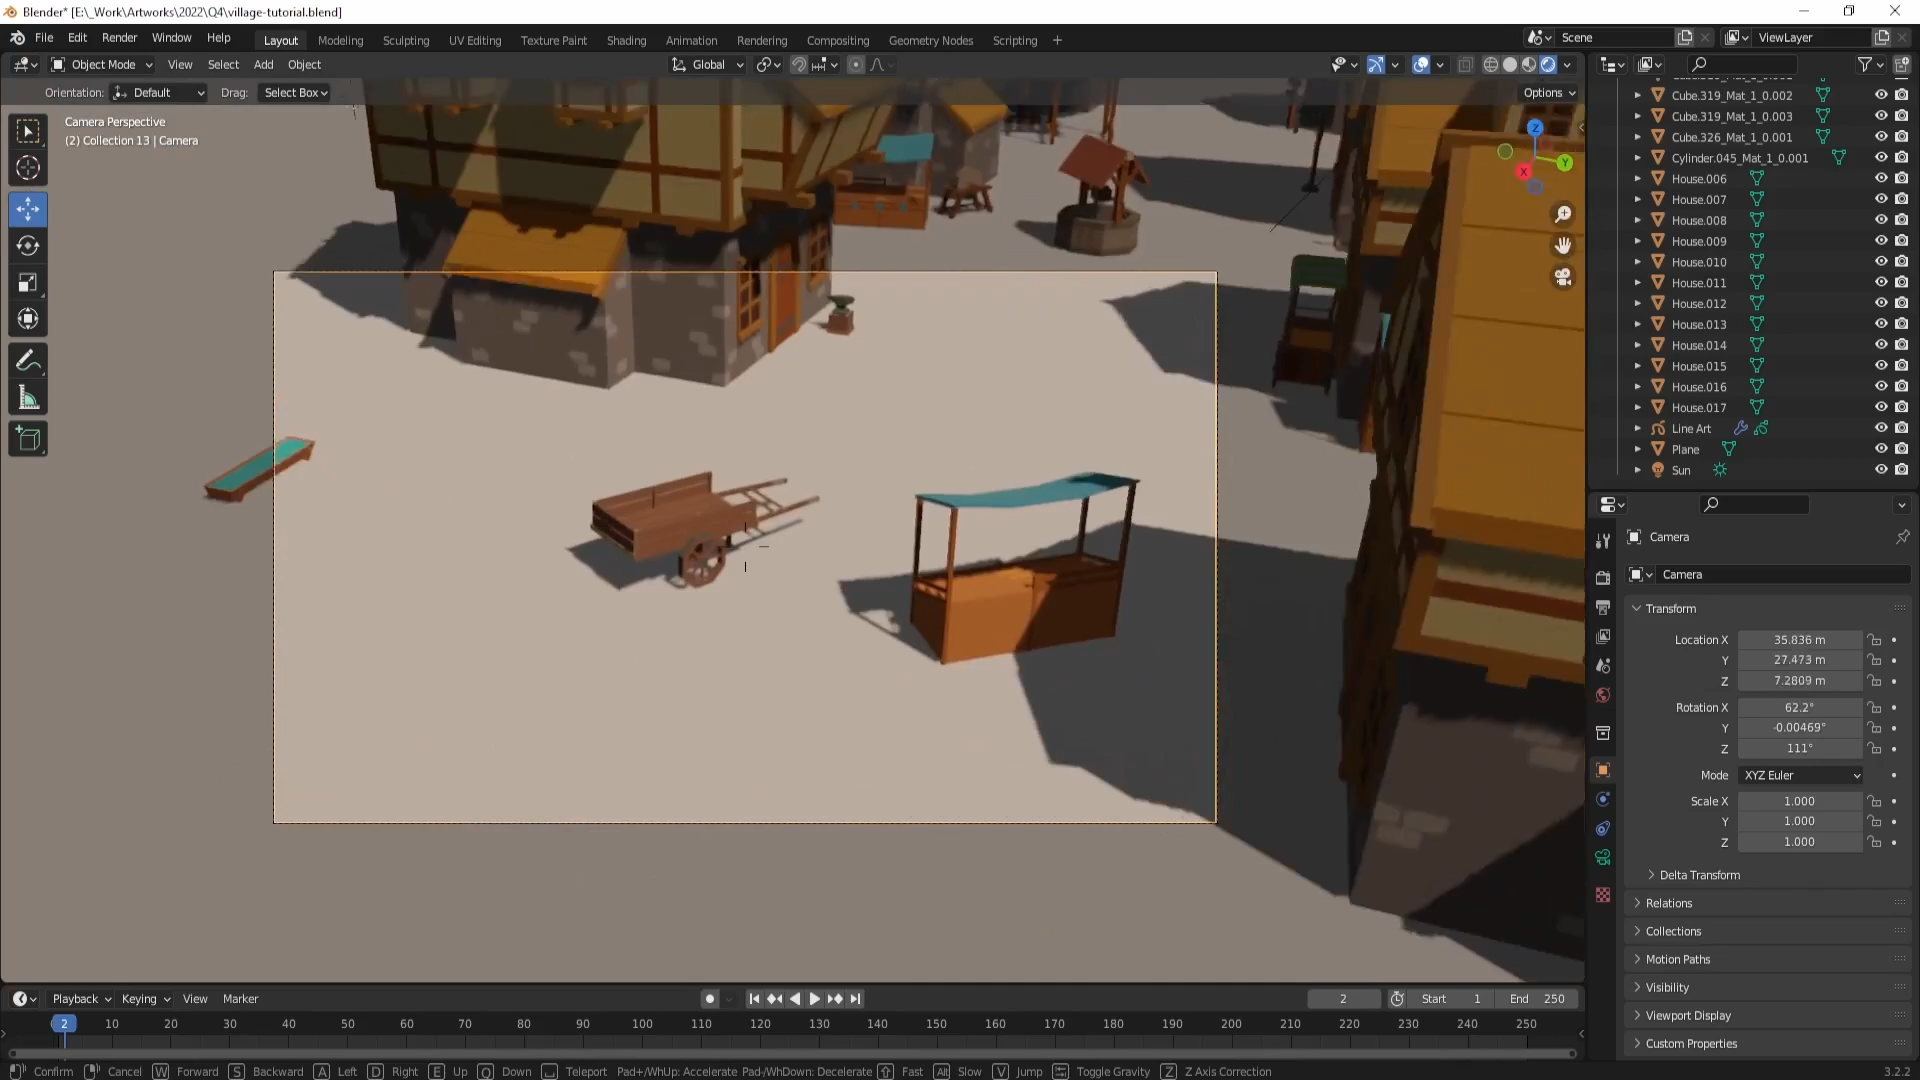 Blender* [E:\_Work\Artworks\2022\Q4\village-tutorial.blend]
File Edit Render Window Help Layout Modeling Sculpting UV Editing Texture Paint Shading Animation Rendering Compositing Geometry Nodes Scripting + Scene ViewLayer
Object Mode View Select Add Object Global
Orientation: Default Drag: Select Box Options
Camera Perspective
(2) Collection 13 | Camera
Z
Y
X
Cube.319_Mat_1_0.002
Cube.319_Mat_1_0.003
Cube.326_Mat_1_0.001
Cylinder.045_Mat_1_0.001
House.006
House.007
House.008
House.009
House.010
House.011
House.012
House.013
House.014
House.015
House.016
House.017
Line Art
Plane
Sun
Camera
Camera
Transform
Location X 35.836 m
Y 27.473 m
Z 7.2809 m
Rotation X 62.2°
Y -0.00469°
Z 111°
Mode XYZ Euler
Scale X 1.000
Y 1.000
Z 1.000
Delta Transform
Relations
Collections
Motion Paths
Visibility
Viewport Display
Custom Properties
Playback Keying View Marker 2 Start 1 End 250
2 10 20 30 40 50 60 70 80 90 100 110 120 130 140 150 160 170 180 190 200 210 220 230 240 250
Confirm Cancel W Forward S Backward A Left D Right E Up Q Down Teleport Pad+/WhUp: Accelerate Pad-/WhDown: Decelerate Fast Alt Slow V Jump Toggle Gravity Z Z Axis Correction 3.2.2